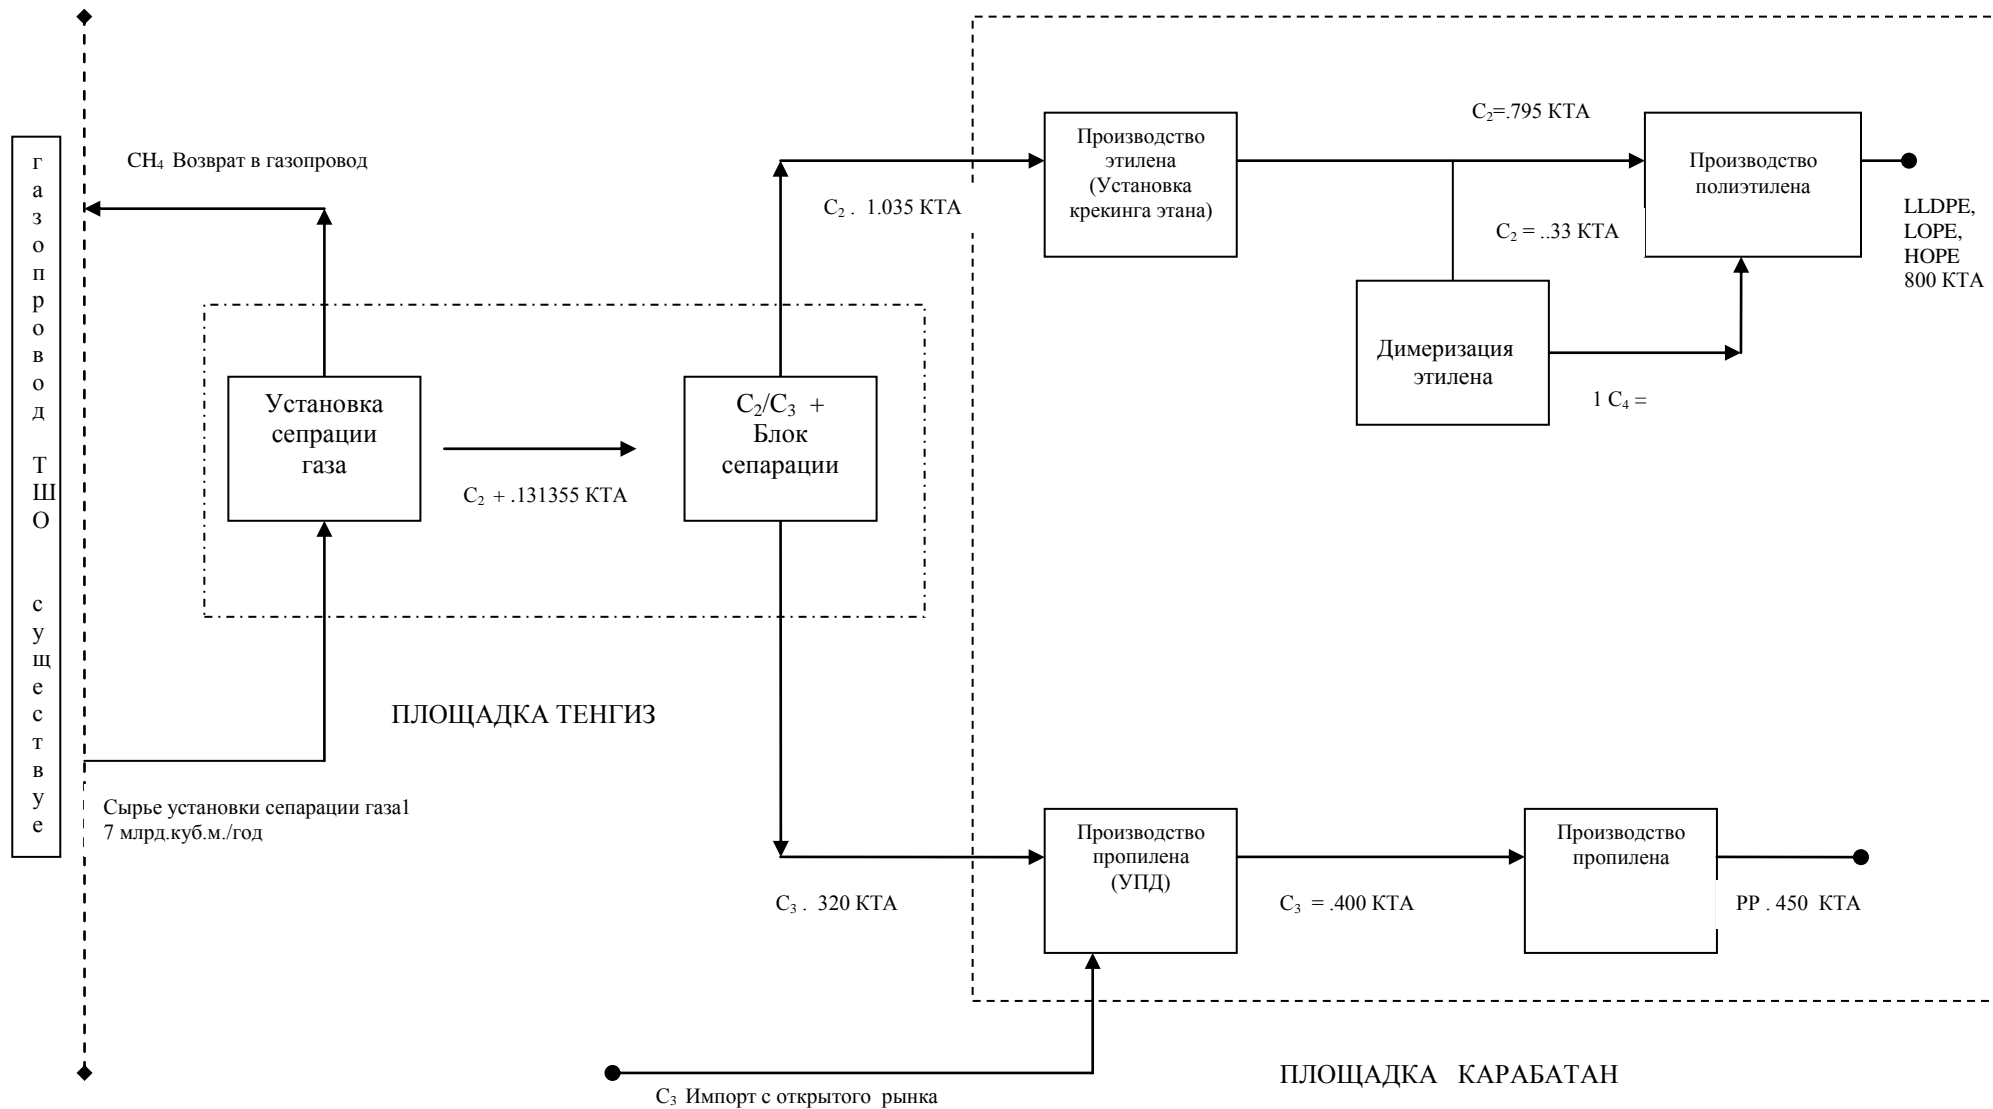 г
а
з
о
п
р
о
в
о
д
Т
Ш
О
с
у
щ
е
с
т
в
у
е
CH₄ Возврат в газопровод
Установка
сепрации
газа
C₂ + .131355 КТА
C₂/C₃ +
Блок
сепарации
ПЛОЩАДКА ТЕНГИЗ
Сырье установки сепарации газа1
7 млрд.куб.м./год
C₂ . 1.035 КТА
Производство
этилена
(Установка
крекинга этана)
C₂=.795 КТА
C₂ = ..33 КТА
Производство
полиэтилена
LLDPE,
LOPE,
HOPE
800 КТА
Димеризация
этилена
1 C₄ =
C₃ . 320 КТА
Производство
пропилена
(УПД)
C₃ = .400 КТА
Производство
пропилена
PP . 450 КТА
C₃ Импорт с открытого рынка
ПЛОЩАДКА КАРАБАТАН